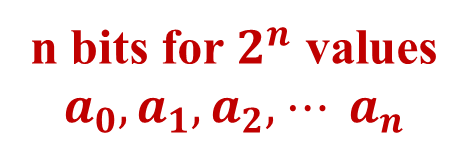 n bits for 2ⁿ values
a₀, a₁, a₂, ⋯ aₙ